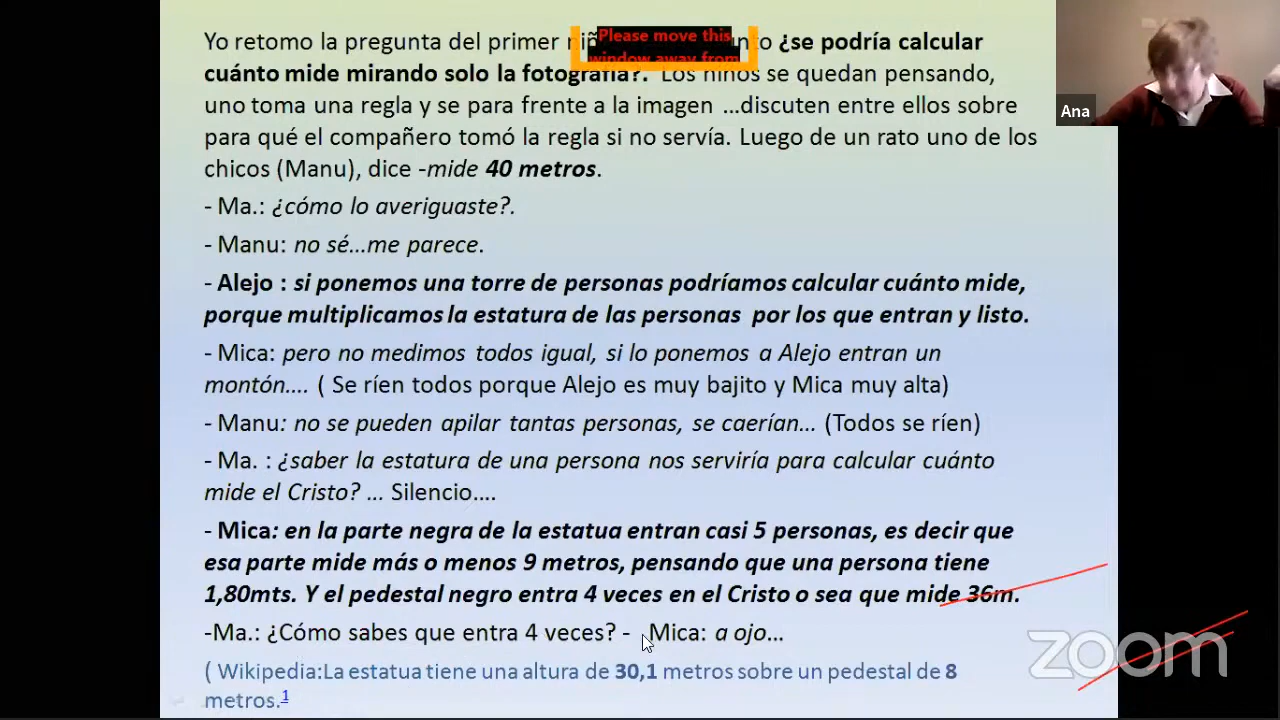 Yo retomo la pregunta del primer niñ nto ¿se podría calcular
Please move this
window away from
cuánto mide mirando solo la fotografía?. Los niños se quedan pensando,
uno toma una regla y se para frente a la imagen …discuten entre ellos sobre
para qué el compañero tomó la regla si no servía. Luego de un rato uno de los
chicos (Manu), dice -mide 40 metros.
- Ma.: ¿cómo lo averiguaste?.
- Manu: no sé…me parece.
- Alejo : si ponemos una torre de personas podríamos calcular cuánto mide,
porque multiplicamos la estatura de las personas por los que entran y listo.
- Mica: pero no medimos todos igual, si lo ponemos a Alejo entran un
montón…. ( Se ríen todos porque Alejo es muy bajito y Mica muy alta)
- Manu: no se pueden apilar tantas personas, se caerían… (Todos se ríen)
- Ma. : ¿saber la estatura de una persona nos serviría para calcular cuánto
mide el Cristo? … Silencio….
- Mica: en la parte negra de la estatua entran casi 5 personas, es decir que
esa parte mide más o menos 9 metros, pensando que una persona tiene
1,80mts. Y el pedestal negro entra 4 veces en el Cristo o sea que mide 36m.
-Ma.: ¿Cómo sabes que entra 4 veces? - Mica: a ojo…
( Wikipedia:La estatua tiene una altura de 30,1 metros sobre un pedestal de 8
metros.1
Ana
zoom